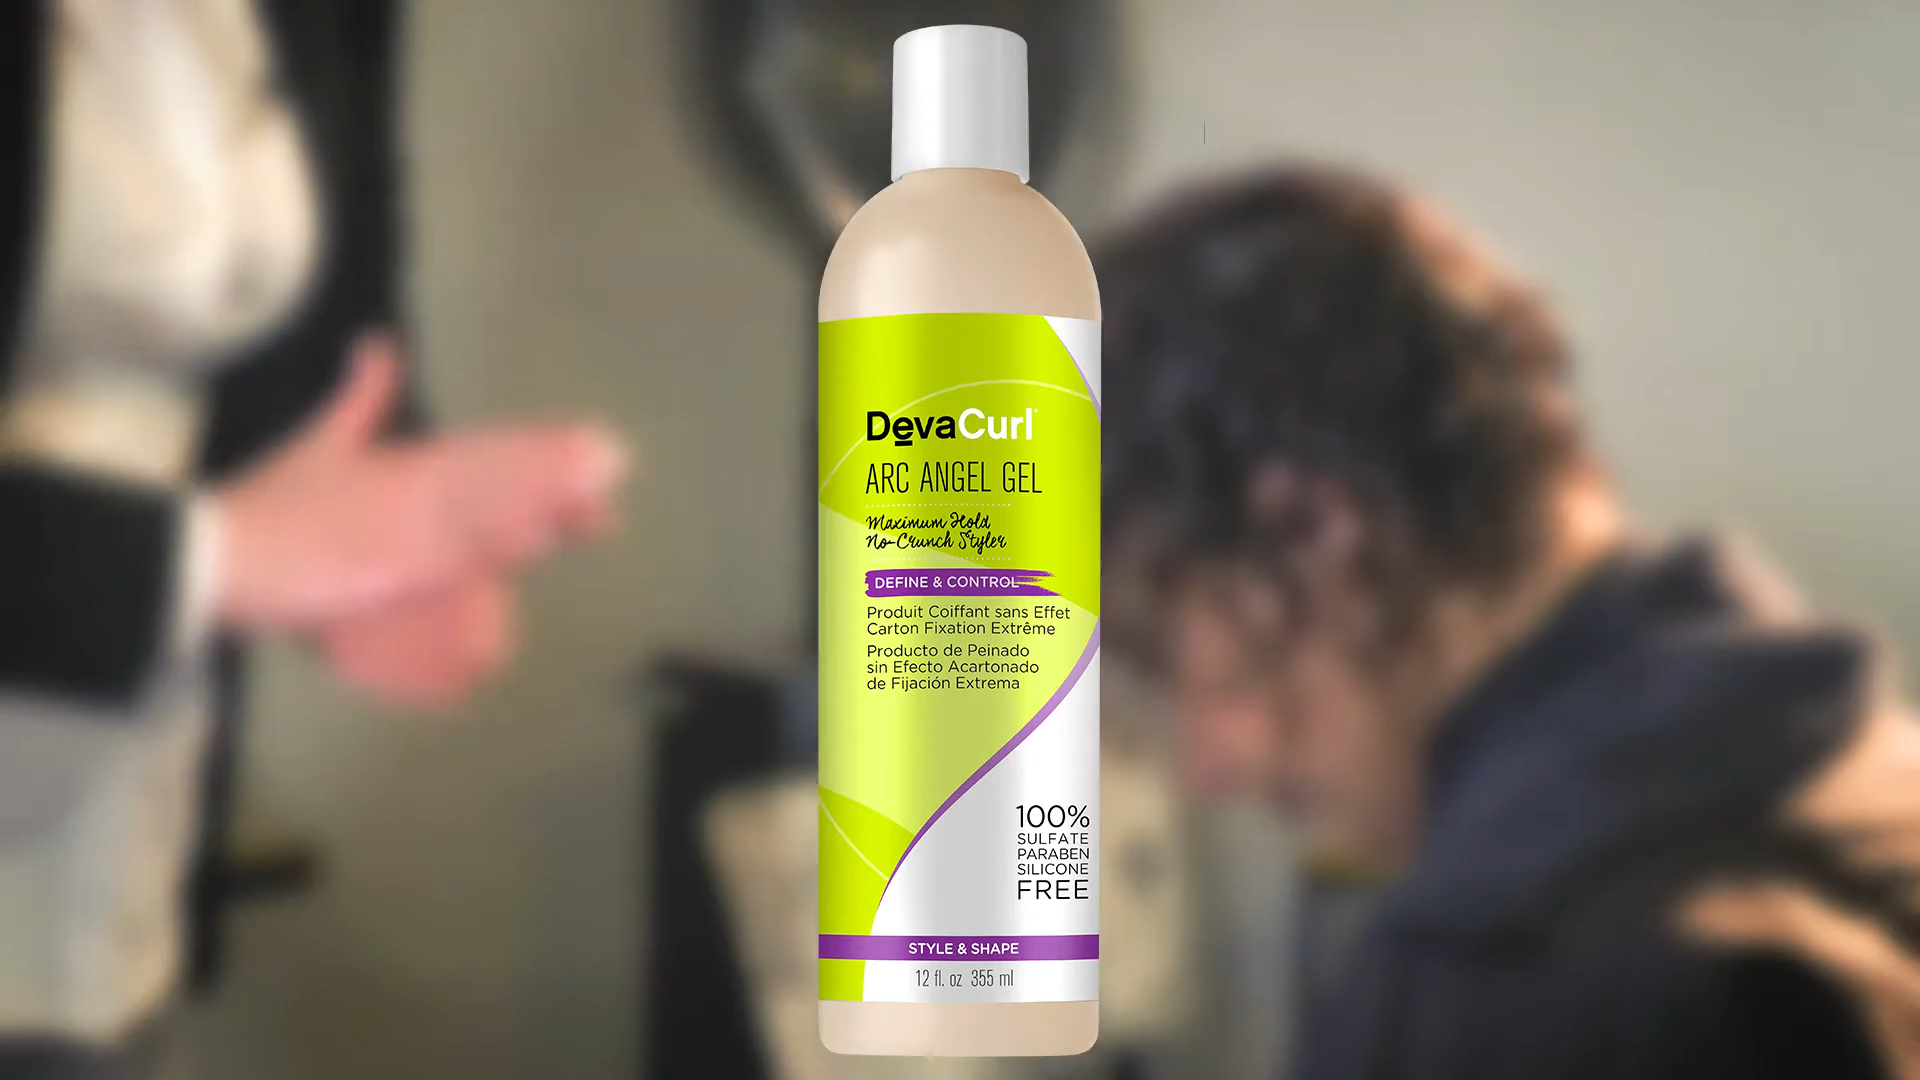 DevaCurl
ARC ANGEL GEL
Maximum Hold
No-Crunch Styler
DEFINE & CONTROL
Produit Coiffant sans Effet
Carton Fixation Extrême
Producto de Peinado
sin Efecto Acartonado
de Fijación Extrema
100%
SULFATE
PARABEN
SILICONE
FREE
STYLE & SHAPE
12 fl. oz 355 ml